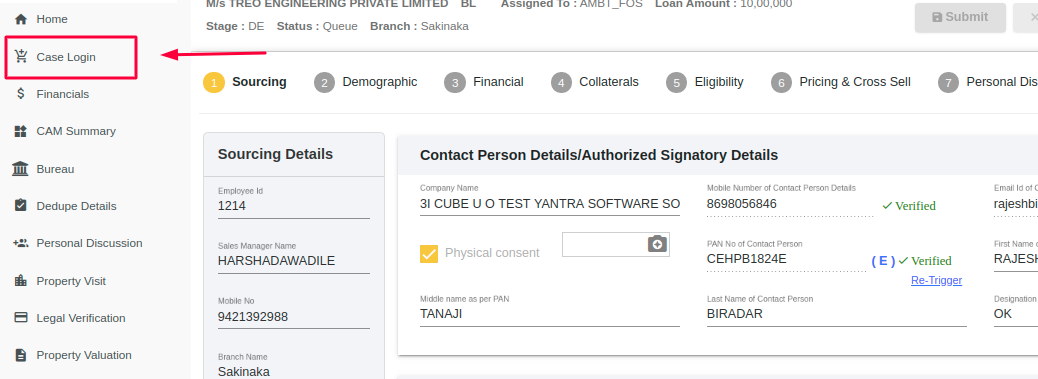 Home
Case Login
Financials
CAM Summary
Bureau
Dedupe Details
Personal Discussion
Property Visit
Legal Verification
Property Valuation
M/s TREO ENGINEERING PRIVATE LIMITED BL Assigned To : AMBT_FOS Loan Amount : 10,00,000
Stage : DE Status : Queue Branch : Sakinaka
Submit
1 Sourcing 2 Demographic 3 Financial 4 Collaterals 5 Eligibility 6 Pricing & Cross Sell 7 Personal Dis
Sourcing Details
Employee Id
1214
Sales Manager Name
HARSHADAWADILE
Mobile No
9421392988
Branch Name
Sakinaka
Contact Person Details/Authorized Signatory Details
Company Name Mobile Number of Contact Person Details Email Id of C
3I CUBE U O TEST YANTRA SOFTWARE SO 8698056846 Verified rajeshbi
Physical consent PAN No of Contact Person First Name o
CEHPB1824E ( E ) Verified RAJESH
Re-Trigger
Middle name as per PAN Last Name of Contact Person Designation
TANAJI BIRADAR OK